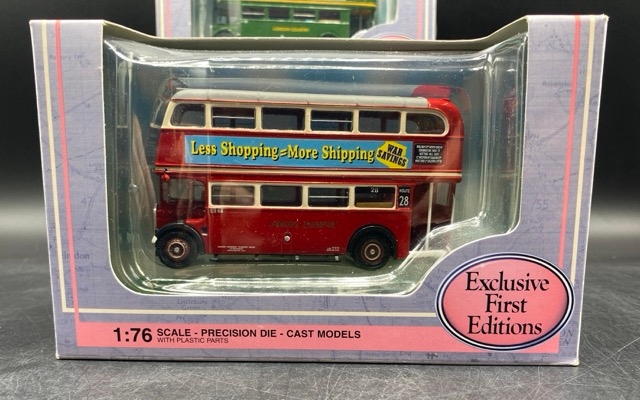 Less Shopping=More Shipping
WAR
SAVINGS
28
ROUTE
28
Exclusive
First
Editions
1:76 SCALE - PRECISION DIE - CAST MODELS
WITH PLASTIC PARTS